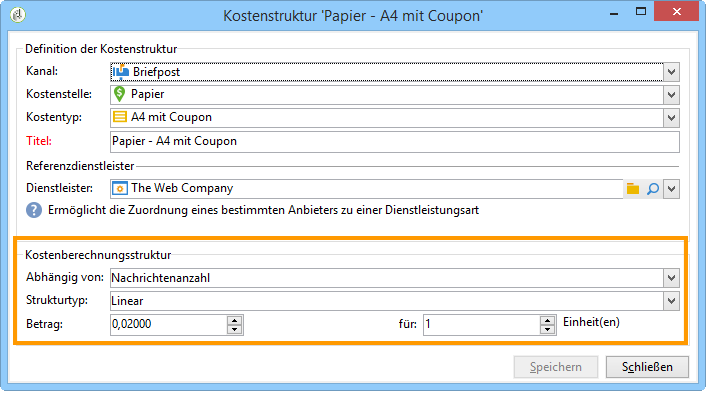 Kostenstruktur 'Papier - A4 mit Coupon'
Definition der Kostenstruktur
Kanal: Briefpost
Kostenstelle: Papier
Kostentyp: A4 mit Coupon
Titel: Papier - A4 mit Coupon
Referenzdienstleister
Dienstleister: The Web Company
? Ermöglicht die Zuordnung eines bestimmten Anbieters zu einer Dienstleistungsart
Kostenberechnungsstruktur
Abhängig von: Nachrichtenanzahl
Strukturtyp: Linear
Betrag: 0,02000 für: 1 Einheit(en)
Speichern Schließen